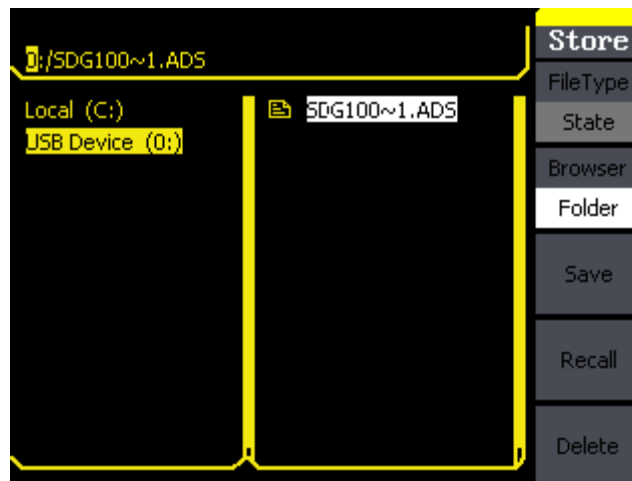 0:/SDG100~1.ADS
Local (C:)
USB Device (0:)
SDG100~1.ADS
Store
FileType
State
Browser
Folder
Save
Recall
Delete